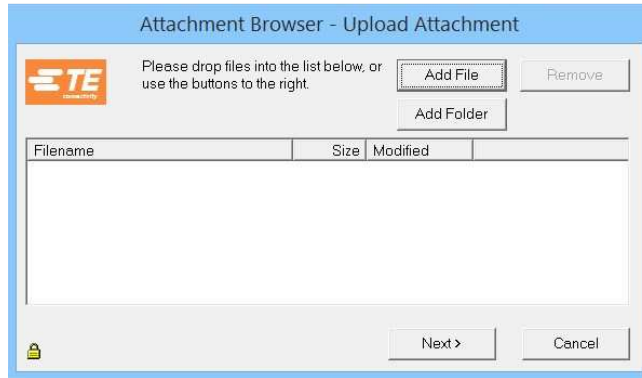 Attachment Browser - Upload Attachment
TE
connectivity
Please drop files into the list below, or
use the buttons to the right.
Add File
Remove
Add Folder
Filename Size Modified
Next >
Cancel